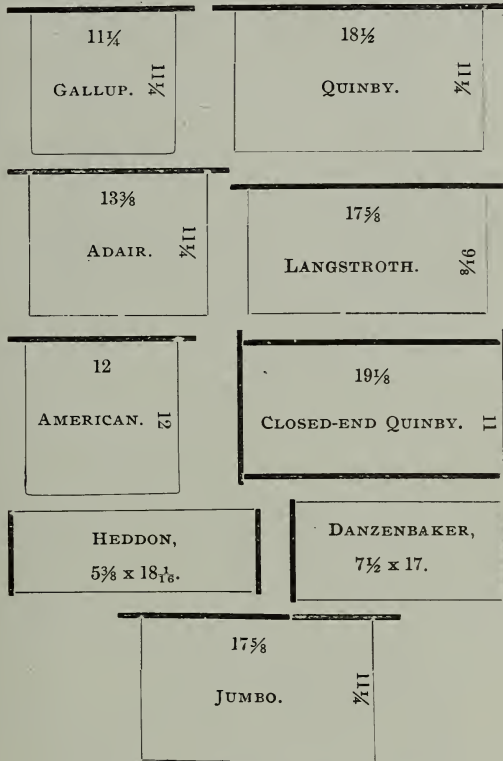 11¼
GALLUP. 11¼
18½
QUINBY. 11¼
13⅜
ADAIR. 11¼
17⅝
LANGSTROTH. 9⅛
12
AMERICAN. 12
19⅛
CLOSED-END QUINBY. 11
HEDDON,
5⅜ x 18 1/16.
DANZENBAKER,
7½ x 17.
17⅝
JUMBO. 11¼